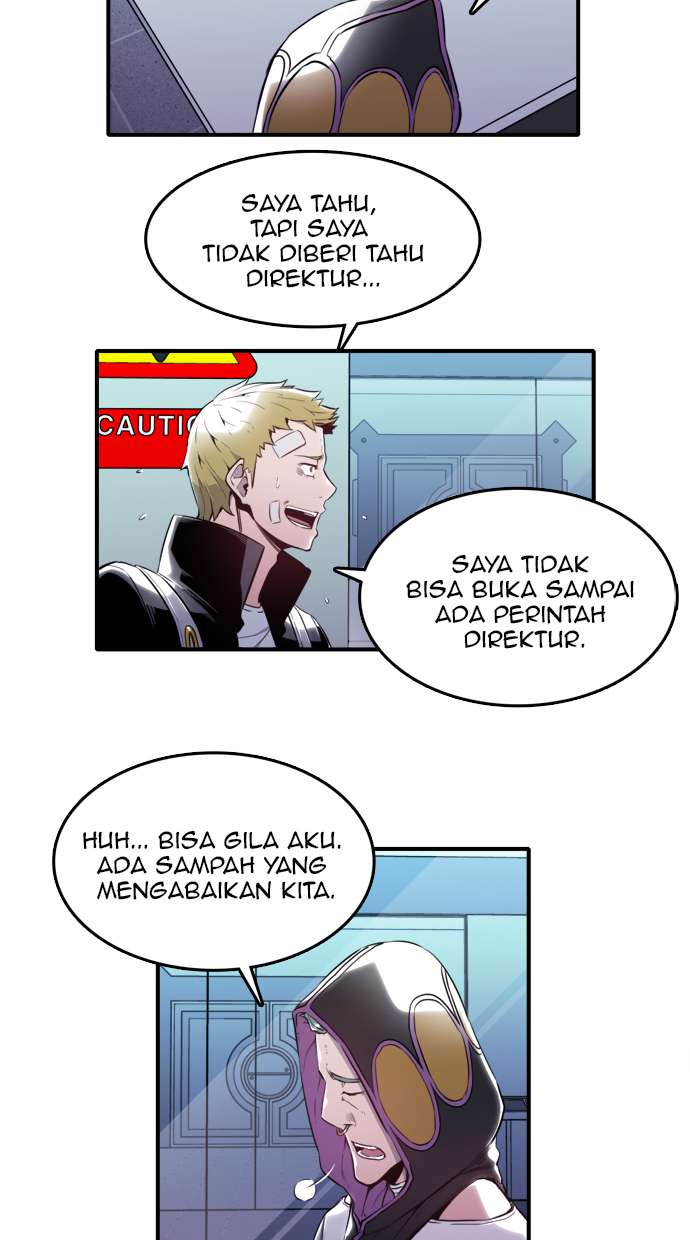 SAYA TAHU,
TAPI SAYA
TIDAK DIBERI TAHU
DIREKTUR...
CAUTIO
SAYA TIDAK
BISA BUKA SAMPAI
ADA PERINTAH
DIREKTUR.
HUH... BISA GILA AKU.
ADA SAMPAH YANG
MENGABAIKAN KITA.